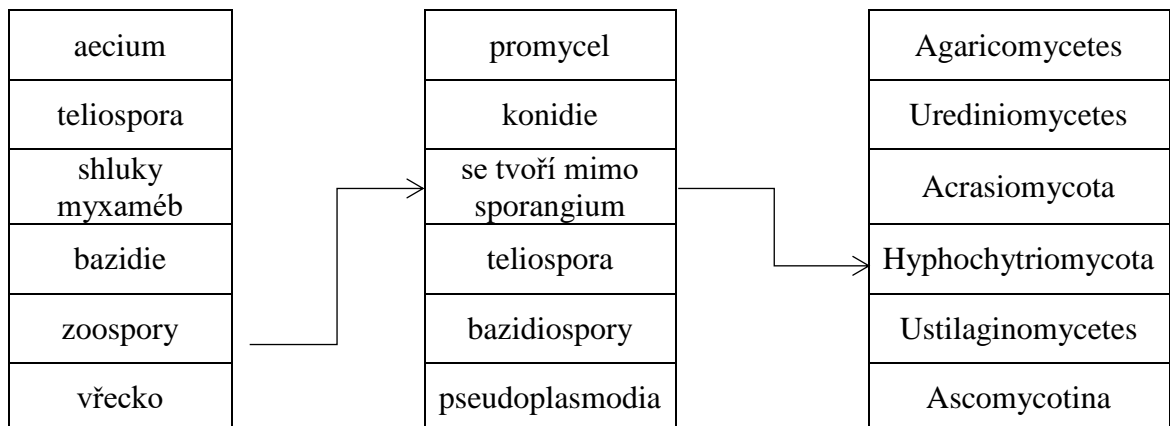 aecium
promycel
Agaricomycetes
teliospora
konidie
Urediniomycetes
shluky
myxaméb
se tvoří mimo
sporangium
Acrasiomycota
bazidie
teliospora
Hyphochytriomycota
zoospory
bazidiospory
Ustilaginomycetes
vřecko
pseudoplasmodia
Ascomycotina